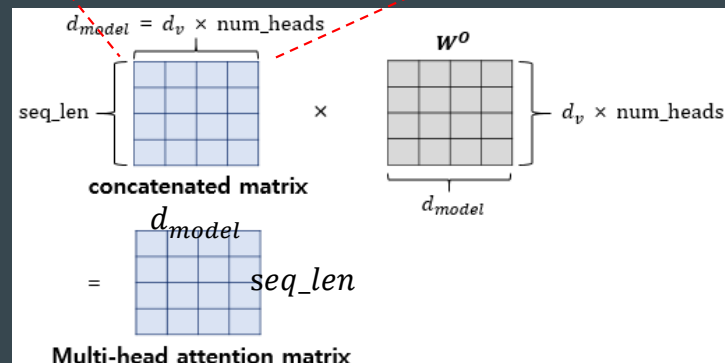 d_model = d_v × num_heads
W^O
seq_len
×
d_v × num_heads
concatenated matrix
d_model
d_model
=
seq_len
Multi-head attention matrix